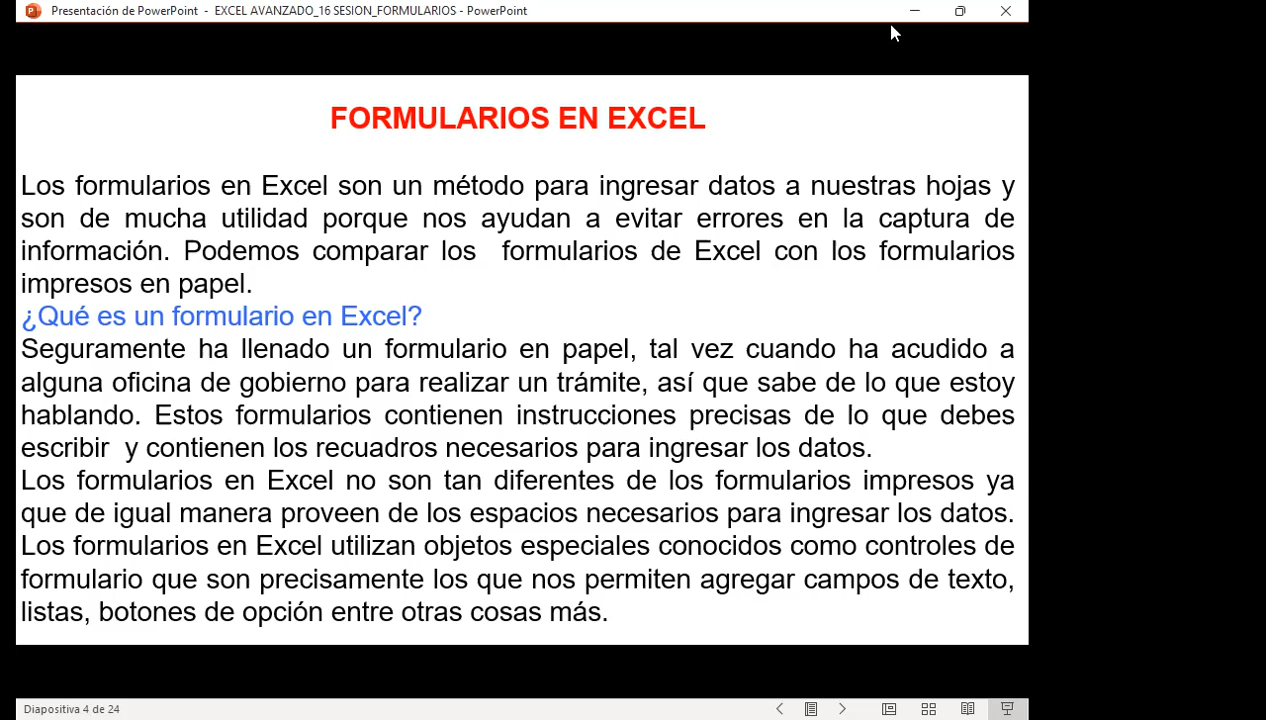 Presentación de PowerPoint - EXCEL AVANZADO_16 SESION_FORMULARIOS - PowerPoint
FORMULARIOS EN EXCEL
Los formularios en Excel son un método para ingresar datos a nuestras hojas y
son de mucha utilidad porque nos ayudan a evitar errores en la captura de
información. Podemos comparar los formularios de Excel con los formularios
impresos en papel.
¿Qué es un formulario en Excel?
Seguramente ha llenado un formulario en papel, tal vez cuando ha acudido a
alguna oficina de gobierno para realizar un trámite, así que sabe de lo que estoy
hablando. Estos formularios contienen instrucciones precisas de lo que debes
escribir y contienen los recuadros necesarios para ingresar los datos.
Los formularios en Excel no son tan diferentes de los formularios impresos ya
que de igual manera proveen de los espacios necesarios para ingresar los datos.
Los formularios en Excel utilizan objetos especiales conocidos como controles de
formulario que son precisamente los que nos permiten agregar campos de texto,
listas, botones de opción entre otras cosas más.
Diapositiva 4 de 24